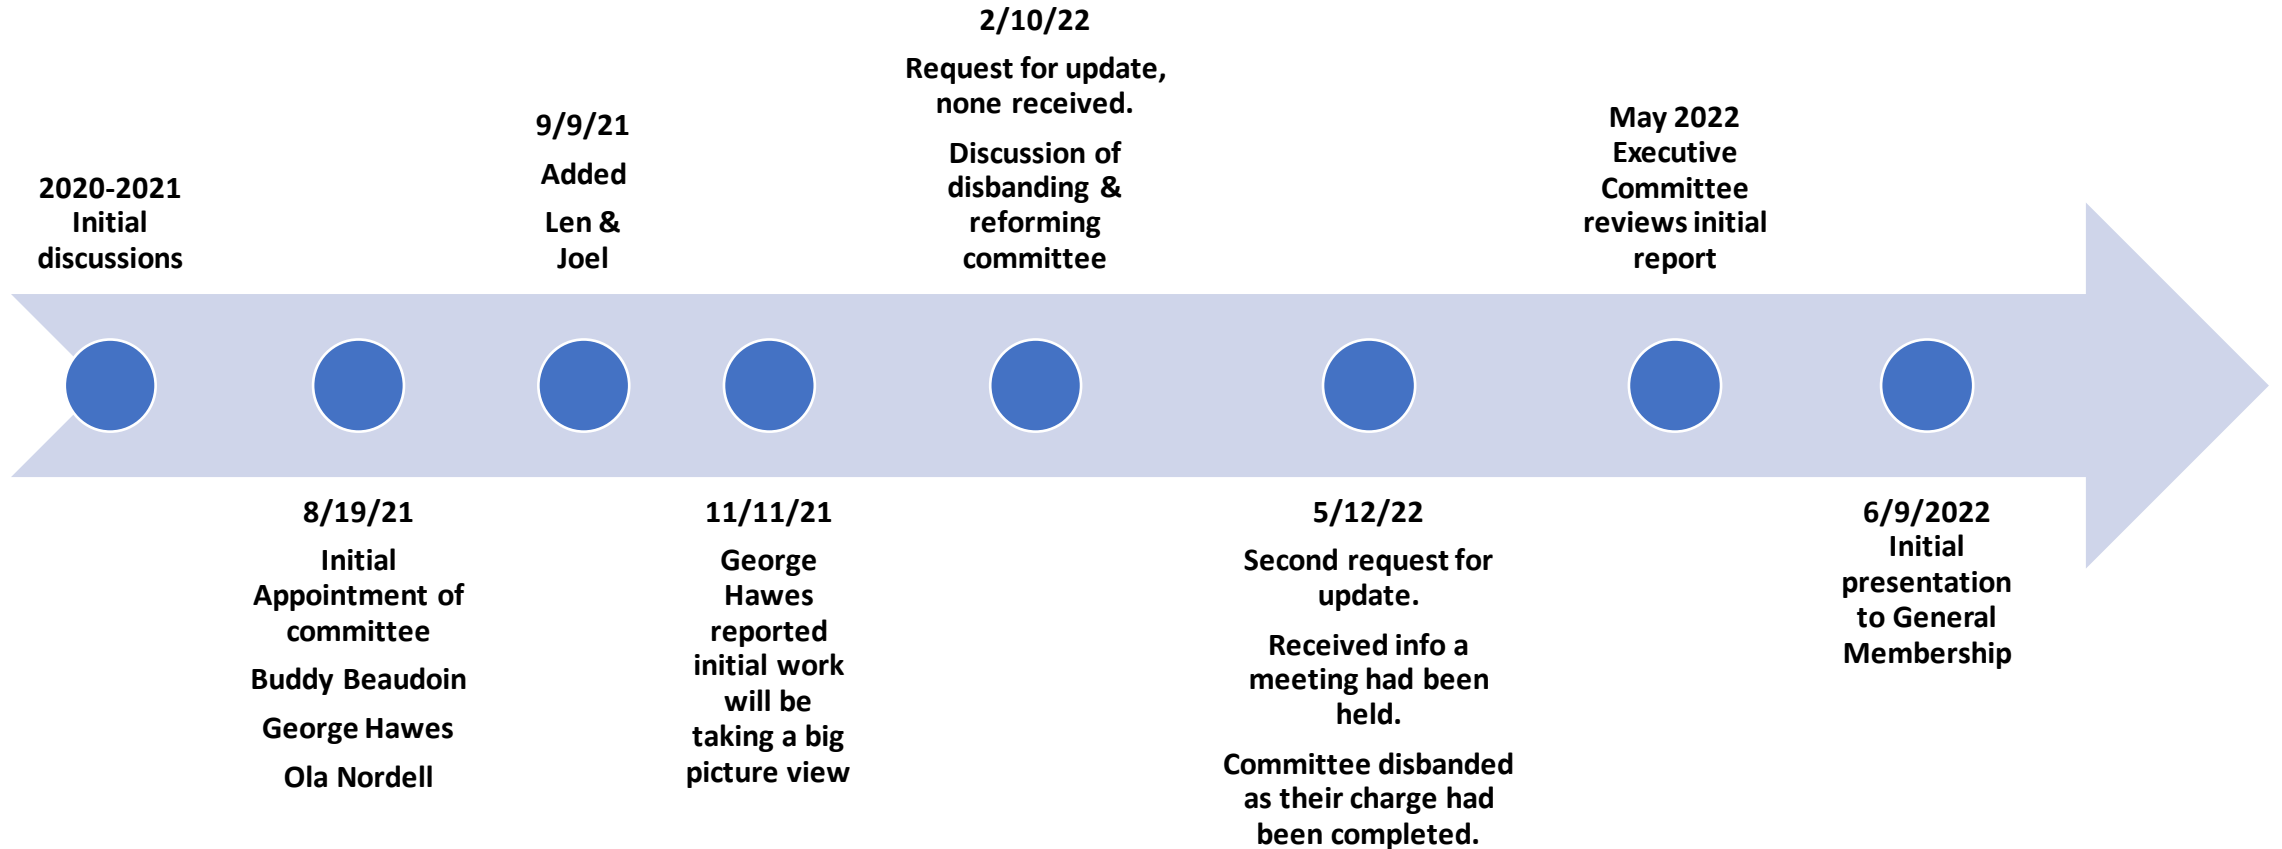 2020-2021
Initial
discussions
8/19/21
Initial
Appointment of
committee
Buddy Beaudoin
George Hawes
Ola Nordell
9/9/21
Added
Len &
Joel
11/11/21
George
Hawes
reported
initial work
will be
taking a big
picture view
2/10/22
Request for update,
none received.
Discussion of
disbanding &
reforming
committee
5/12/22
Second request for
update.
Received info a
meeting had been
held.
Committee disbanded
as their charge had
been completed.
May 2022
Executive
Committee
reviews initial
report
6/9/2022
Initial
presentation
to General
Membership